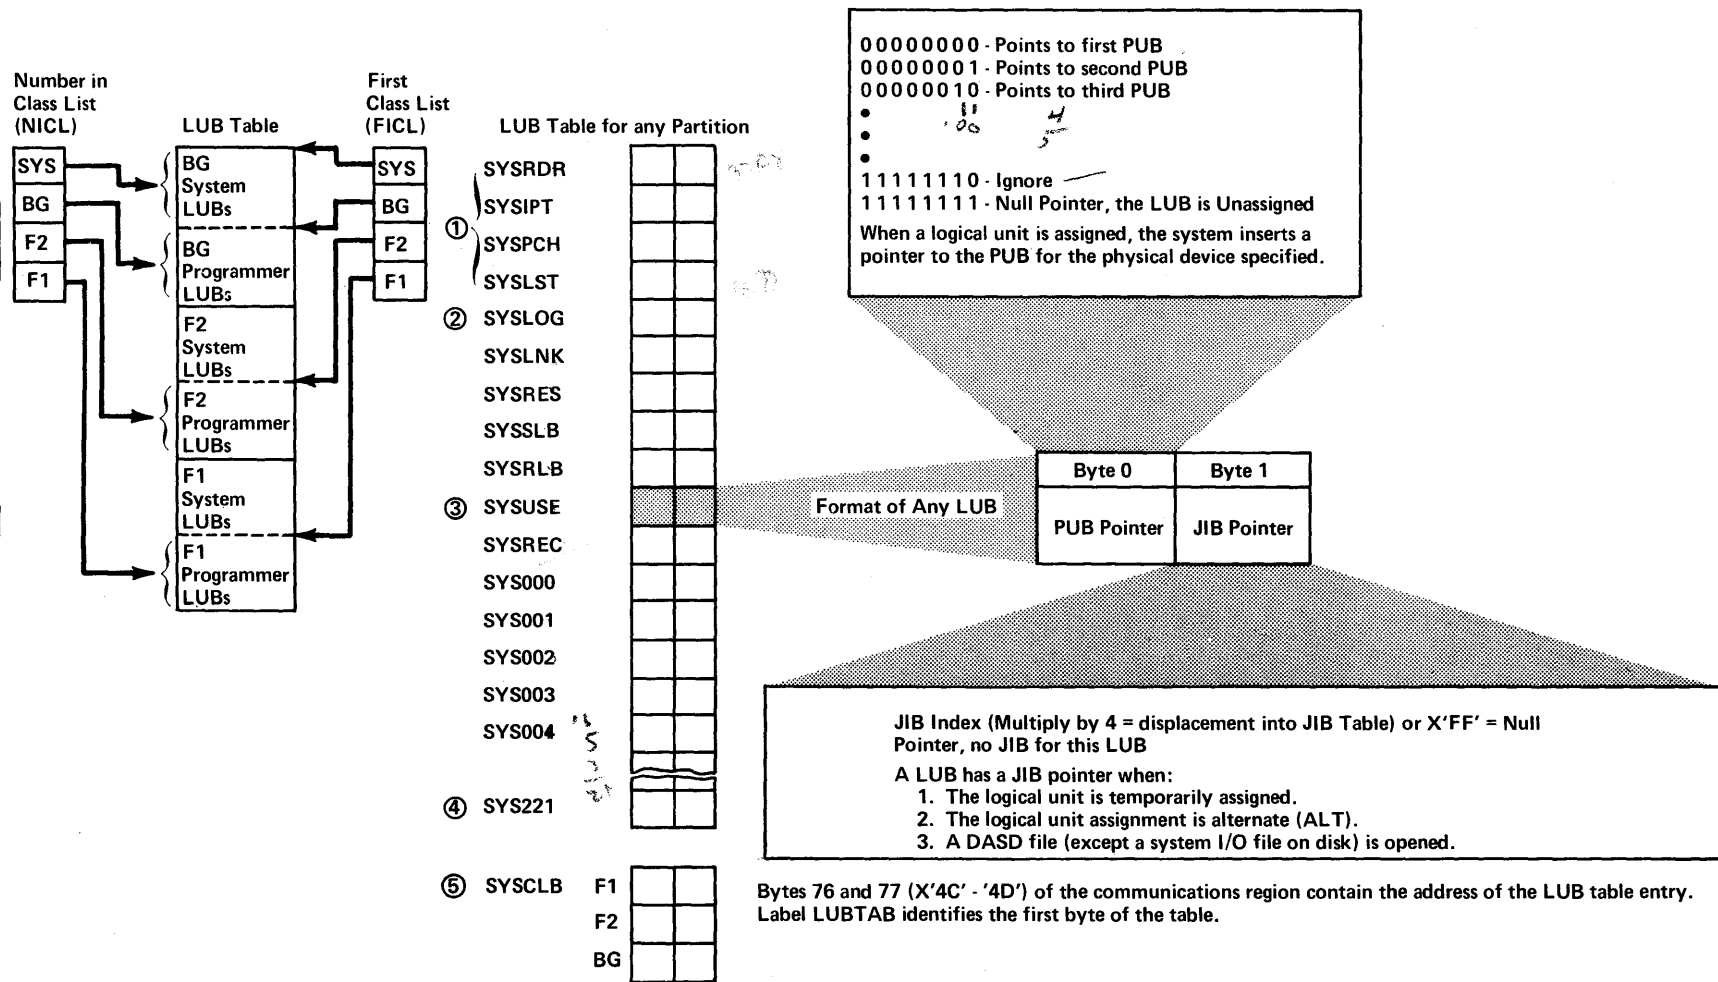 Number in
Class List
(NICL)
SYS
BG
F2
F1
LUB Table
BG
System
LUBs
BG
Programmer
LUBs
F2
System
LUBs
F2
Programmer
LUBs
F1
System
LUBs
F1
Programmer
LUBs
First
Class List
(FICL)
SYS
BG
F2
F1
LUB Table for any Partition
SYSRDR
SYSIPT
①
SYSPCH
SYSLST
② SYSLOG
SYSLNK
SYSRES
SYSSLB
SYSRLB
③ SYSUSE
SYSREC
SYS000
SYS001
SYS002
SYS003
SYS004
④ SYS221
⑤ SYSCLB F1
F2
BG
00000000 - Points to first PUB
00000001 - Points to second PUB
00000010 - Points to third PUB
11 4
00 5
•
•
•
11111110 - Ignore
11111111 - Null Pointer, the LUB is Unassigned
When a logical unit is assigned, the system inserts a
pointer to the PUB for the physical device specified.
Format of Any LUB
Byte 0 Byte 1
PUB Pointer JIB Pointer
JIB Index (Multiply by 4 = displacement into JIB Table) or X'FF' = Null
Pointer, no JIB for this LUB
A LUB has a JIB pointer when:
1. The logical unit is temporarily assigned.
2. The logical unit assignment is alternate (ALT).
3. A DASD file (except a system I/O file on disk) is opened.
Bytes 76 and 77 (X'4C' - '4D') of the communications region contain the address of the LUB table entry.
Label LUBTAB identifies the first byte of the table.